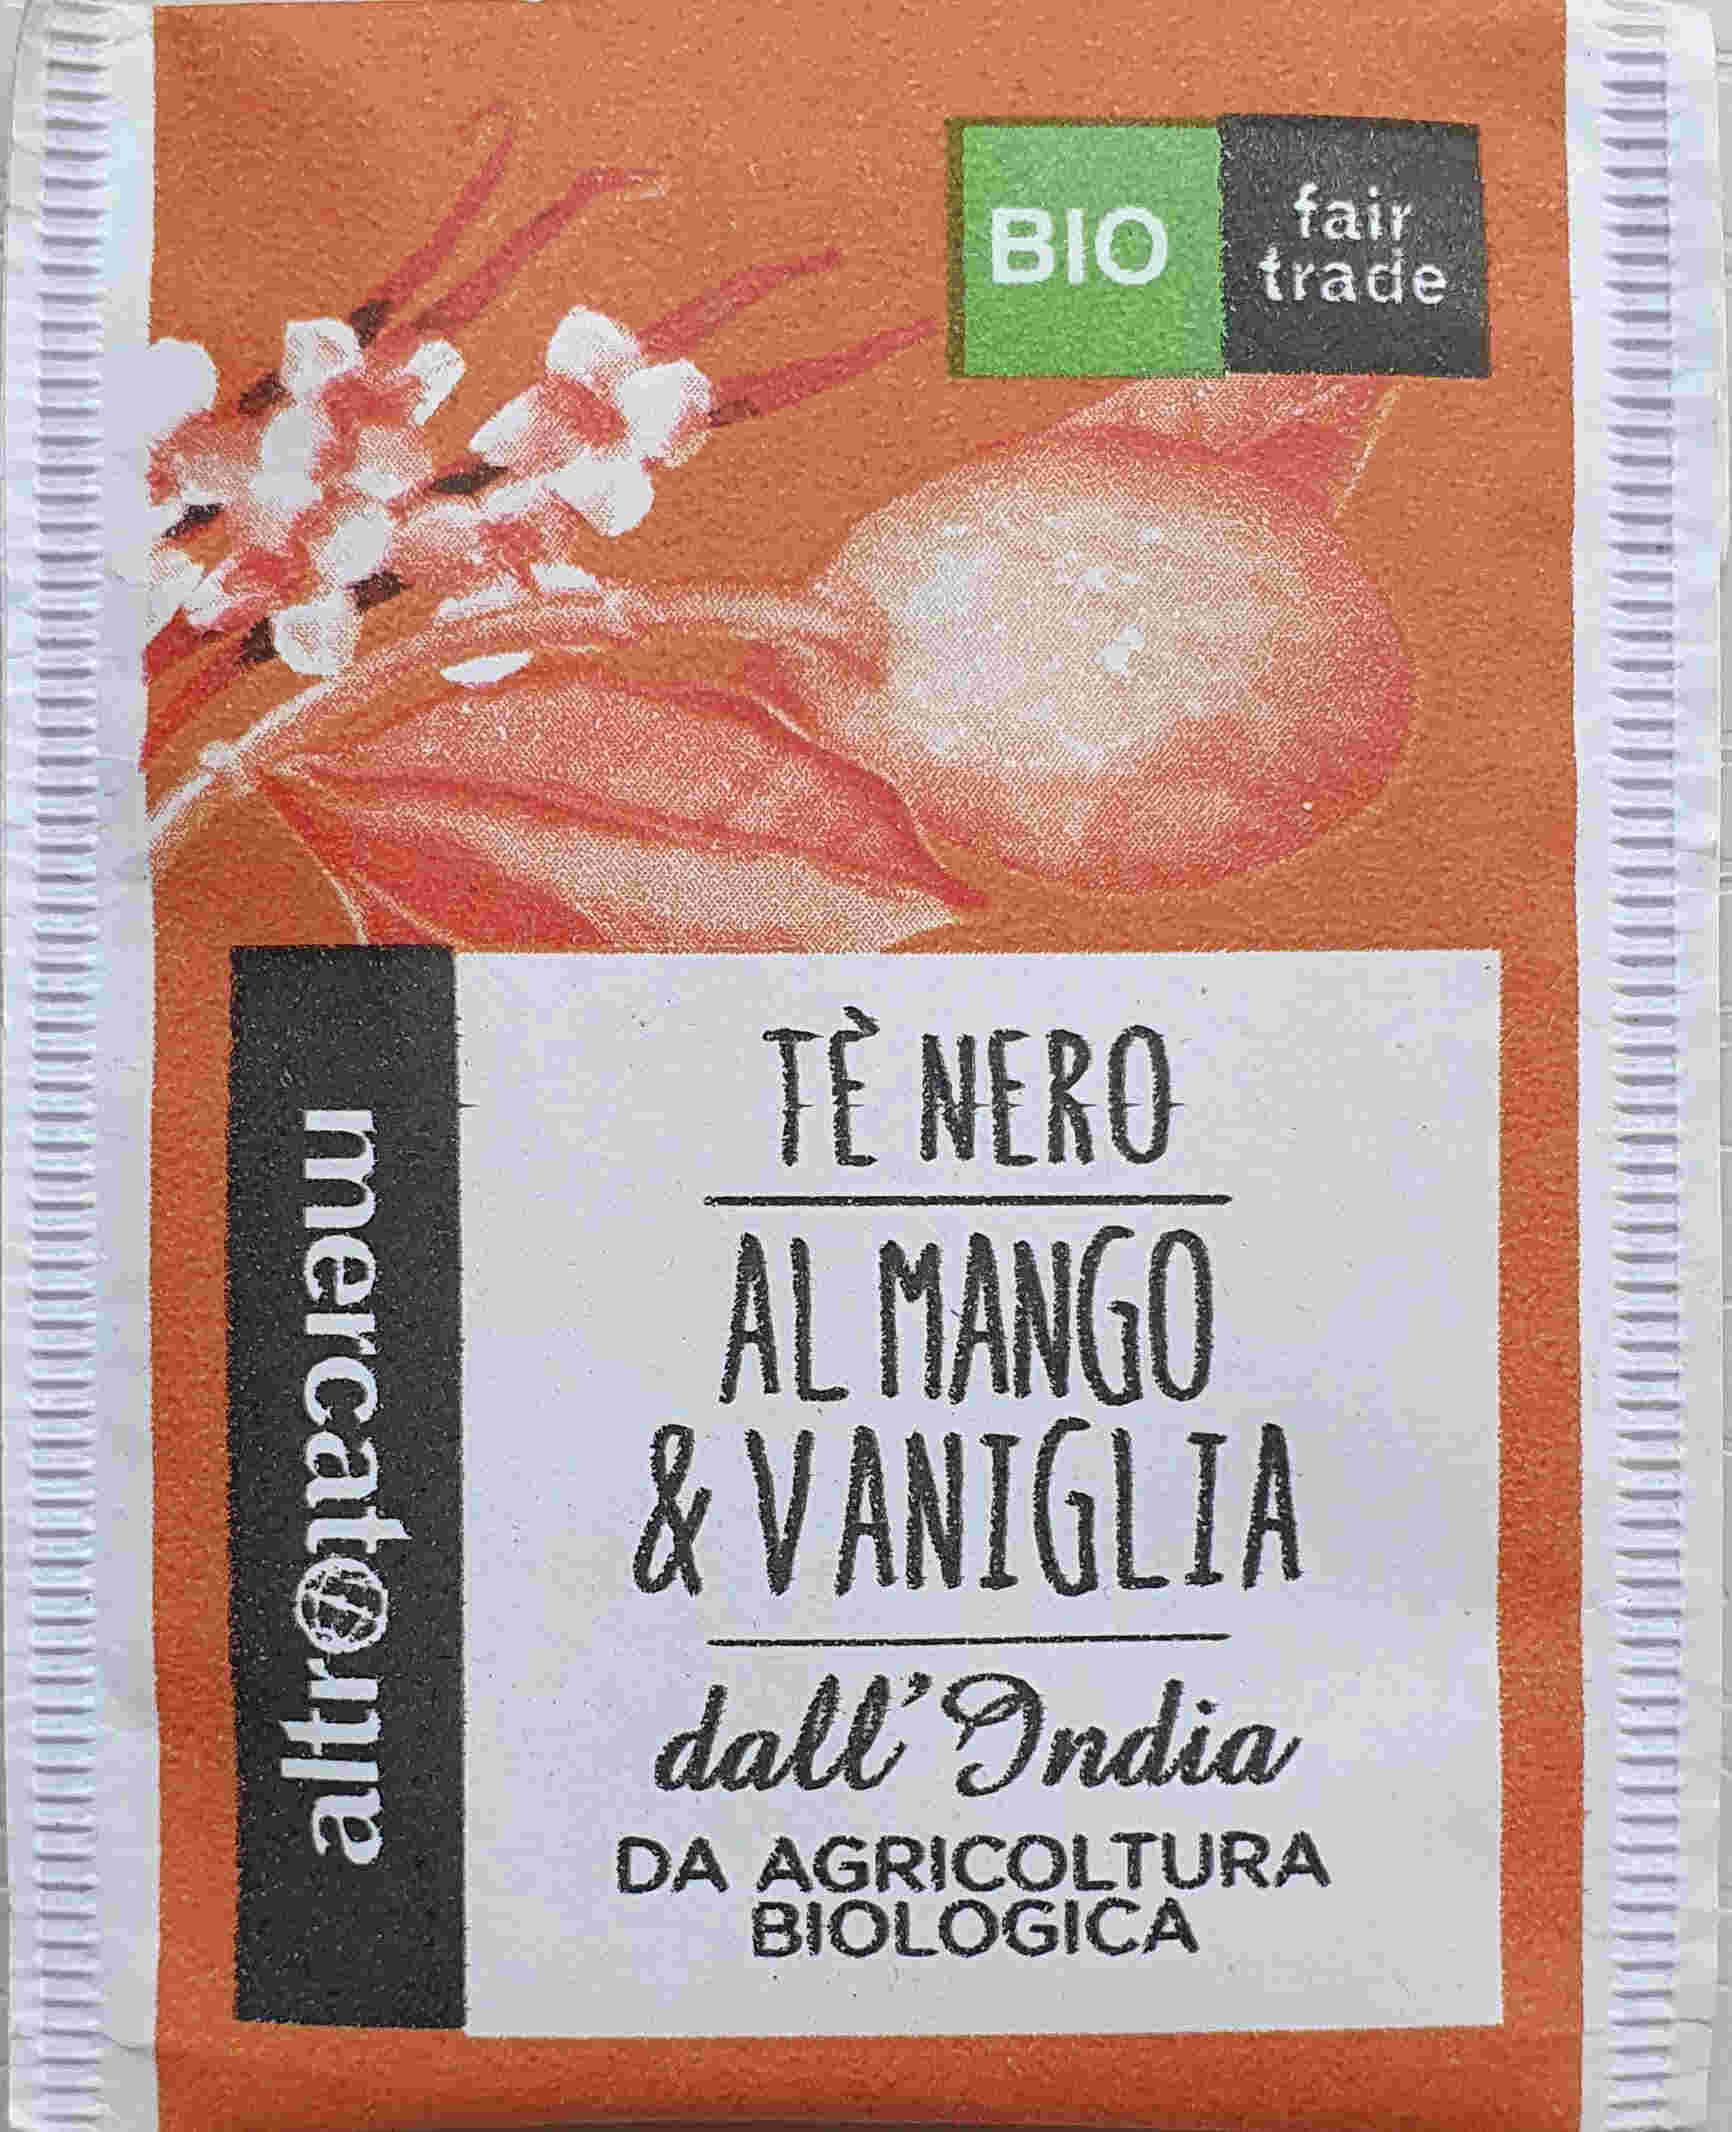 BIO
fair
trade
TÈ NERO
AL MANGO
& VANIGLIA
dall'India
DA AGRICOLTURA
BIOLOGICA
altromercato